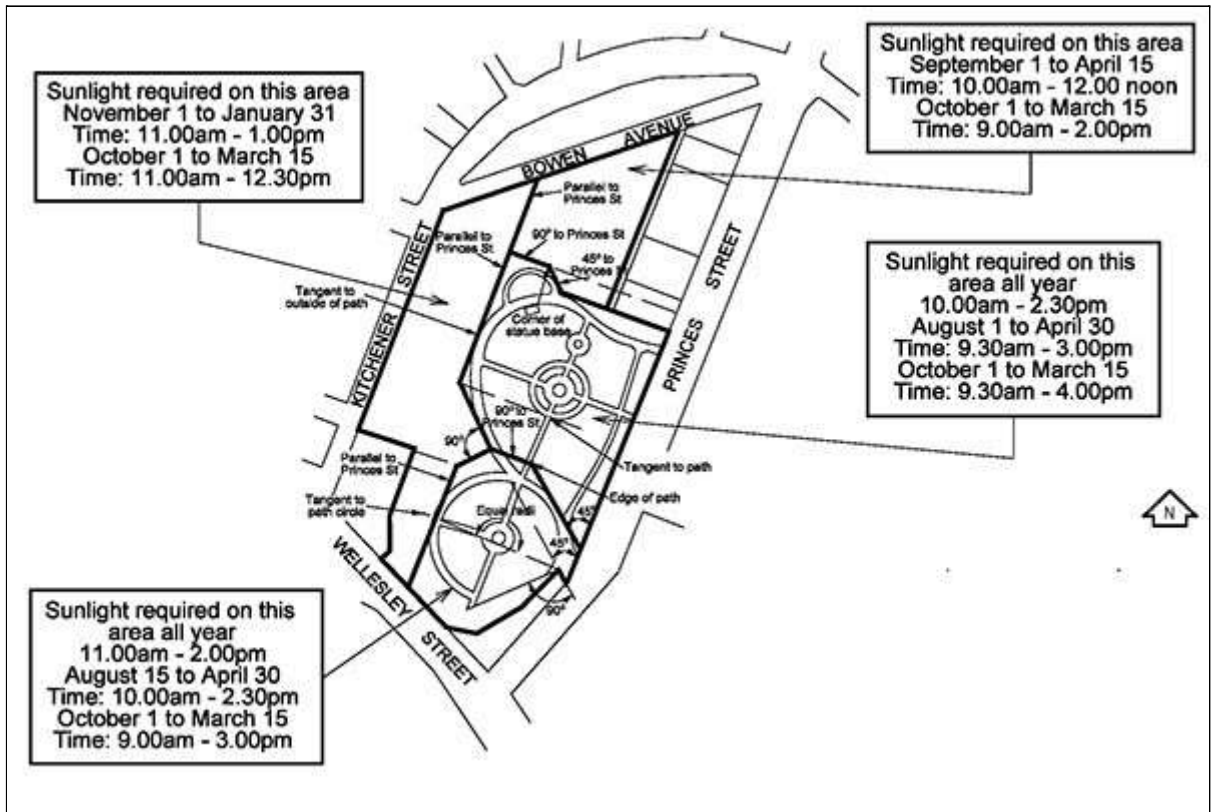 Sunlight required on this area
November 1 to January 31
Time: 11.00am - 1.00pm
October 1 to March 15
Time: 11.00am - 12.30pm
Sunlight required on this area
September 1 to April 15
Time: 10.00am - 12.00 noon
October 1 to March 15
Time: 9.00am - 2.00pm
BOWEN AVENUE
Parallel to
Princes St
90° to Princes St
45° to
Princes St
Parallel to
Princes St
KITCHENER STREET
Tangent to
outside of path
Corner of
statue base
PRINCES STREET
Sunlight required on this
area all year
10.00am - 2.30pm
August 1 to April 30
Time: 9.30am - 3.00pm
October 1 to March 15
Time: 9.30am - 4.00pm
90° to
Princes St
90°
Parallel to
Princes St
Tangent to path
Edge of path
Tangent to
path circle
Equal radii
45°
45°
90°
N
WELLESLEY STREET
Sunlight required on this
area all year
11.00am - 2.00pm
August 15 to April 30
Time: 10.00am - 2.30pm
October 1 to March 15
Time: 9.00am - 3.00pm